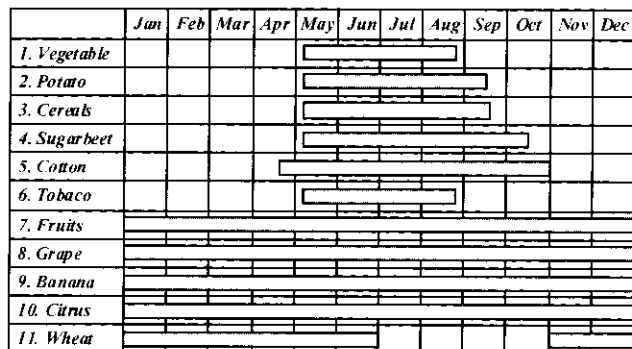 Jan Feb Mar Apr May Jun Jul Aug Sep Oct Nov Dec
1. Vegetable
2. Potato
3. Cereals
4. Sugarbeet
5. Cotton
6. Tobaco
7. Fruits
8. Grape
9. Banana
10. Citrus
11. Wheat